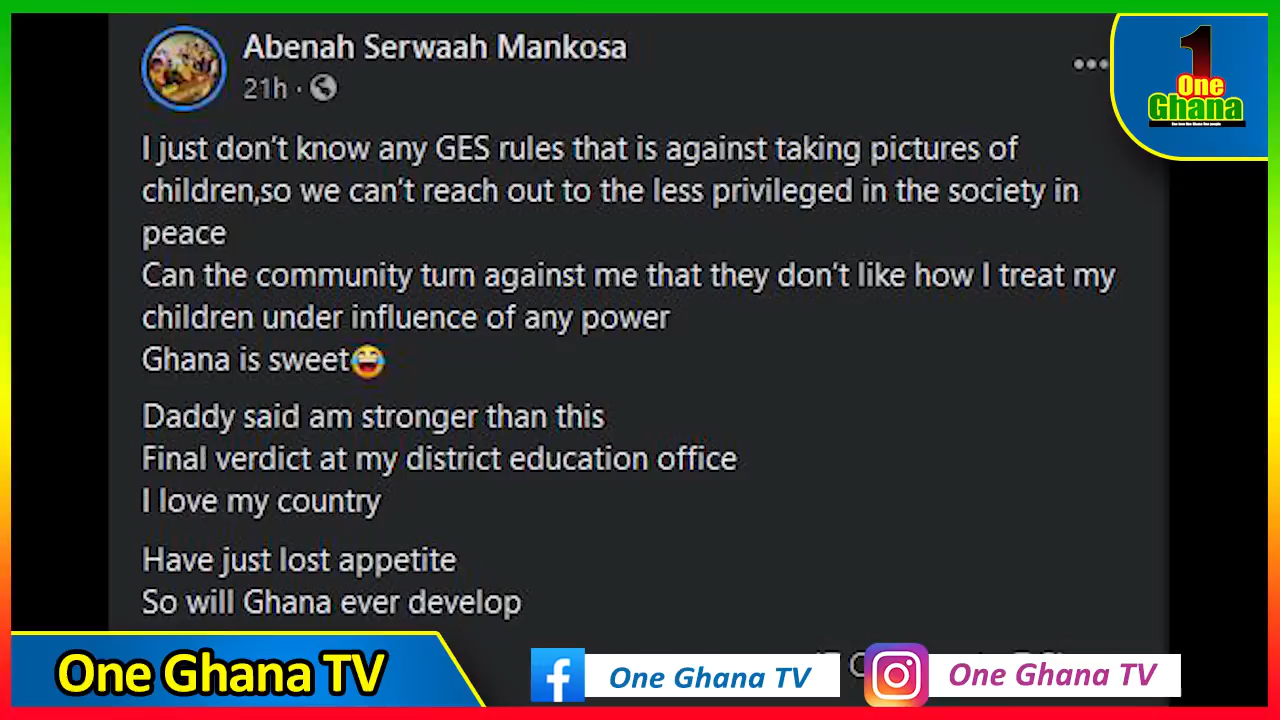 Abenah Serwaah Mankosa
21h ·
I just don't know any GES rules that is against taking pictures of
children,so we can't reach out to the less privileged in the society in
peace
Can the community turn against me that they don't like how I treat my
children under influence of any power
Ghana is sweet😂
Daddy said am stronger than this
Final verdict at my district education office
I love my country
Have just lost appetite
So will Ghana ever develop
1
One
Ghana
One Ghana TV
One Ghana TV
One Ghana TV